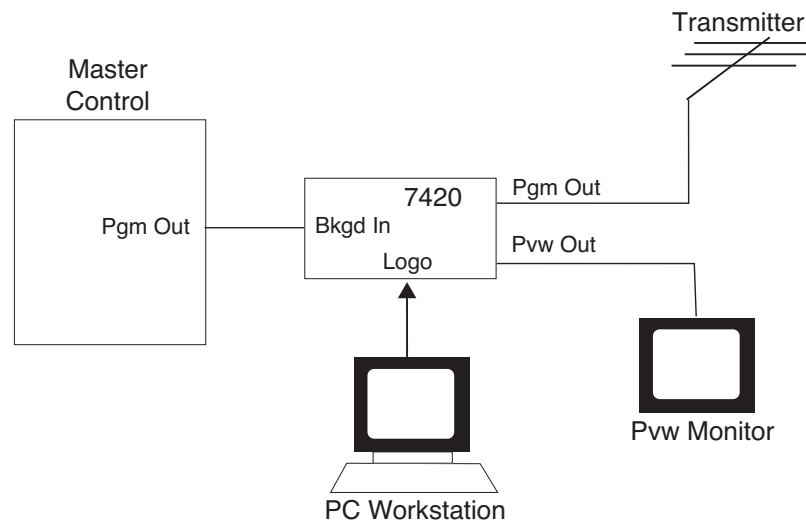 Transmitter
Master
Control
7420
Pgm Out
Pgm Out
Bkgd In
Pvw Out
Logo
Pvw Monitor
PC Workstation